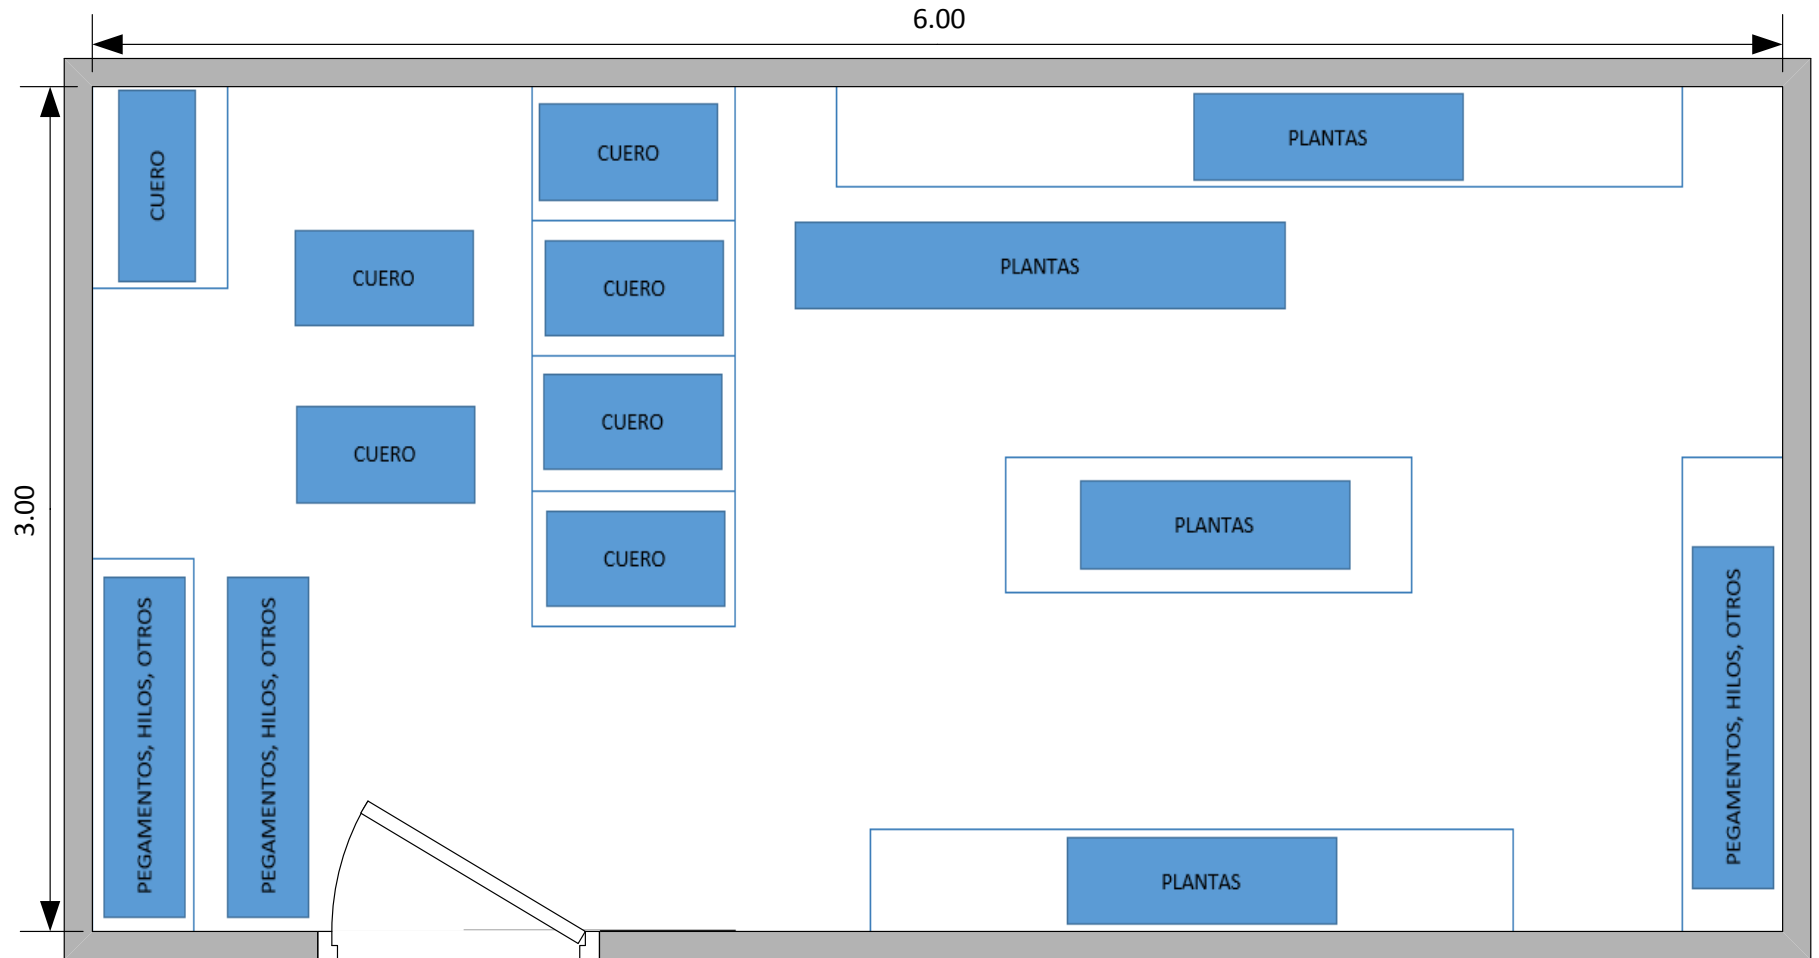 6.00
CUERO
CUERO
PLANTAS
CUERO
CUERO
PLANTAS
3.00
CUERO
CUERO
PLANTAS
CUERO
PEGAMENTOS, HILOS, OTROS
PEGAMENTOS, HILOS, OTROS
PEGAMENTOS, HILOS, OTROS
PLANTAS